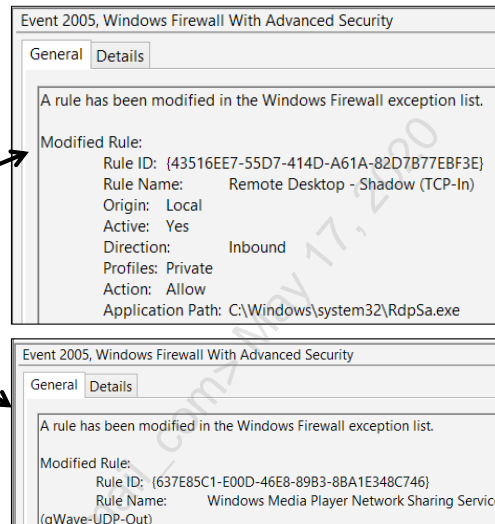 Event 2005, Windows Firewall With Advanced Security
General Details
A rule has been modified in the Windows Firewall exception list.
Modified Rule:
Rule ID: {43516EE7-55D7-414D-A61A-82D7B77EBF3E}
Rule Name: Remote Desktop - Shadow (TCP-In)
Origin: Local
Active: Yes
Direction: Inbound
Profiles: Private
Action: Allow
Application Path: C:\Windows\system32\RdpSa.exe
Event 2005, Windows Firewall With Advanced Security
General Details
A rule has been modified in the Windows Firewall exception list.
Modified Rule:
Rule ID: {637E85C1-E00D-46E8-89B3-8BA1E348C746}
Rule Name: Windows Media Player Network Sharing Service
(qWave-UDP-Out)
May 17, 2020